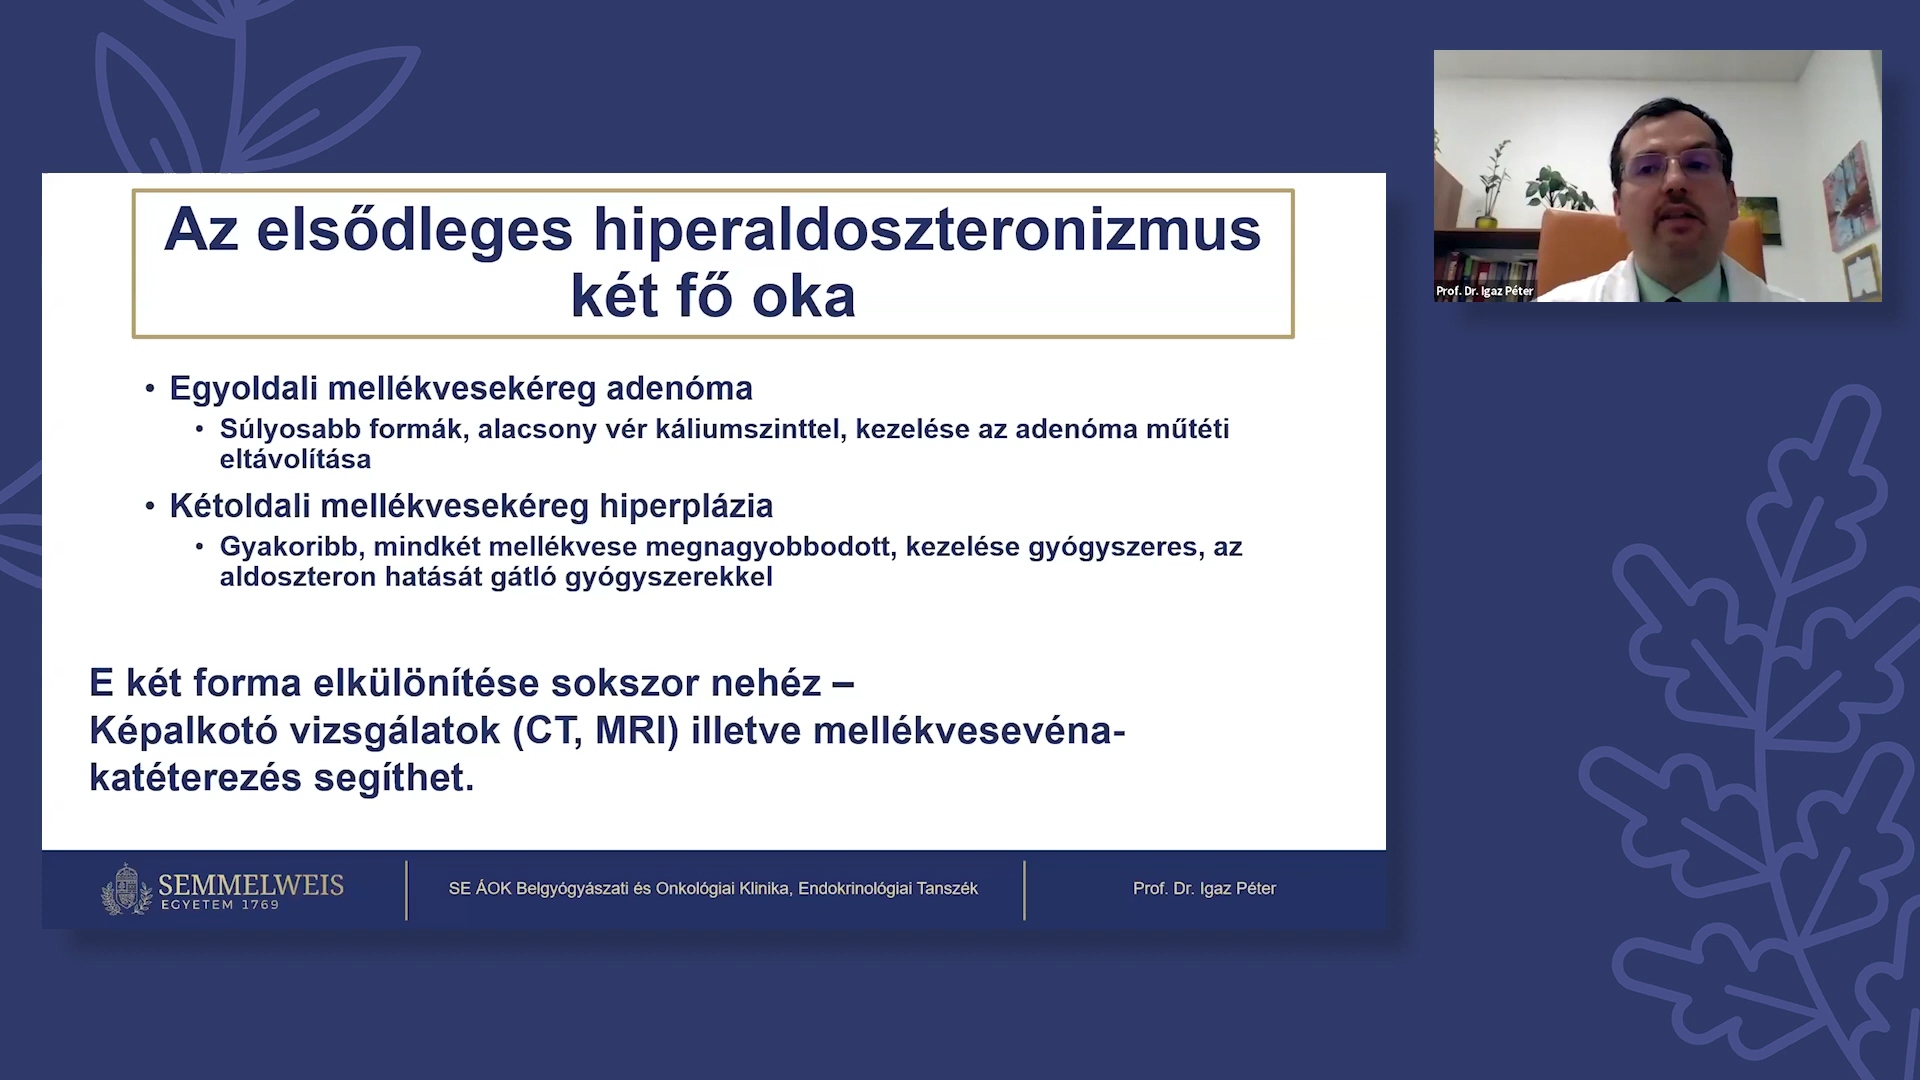 Az elsődleges hiperaldoszteronizmus
két fő oka
• Egyoldali mellékvesekéreg adenóma
• Súlyosabb formák, alacsony vér káliumszinttel, kezelése az adenóma műtéti
eltávolítása
• Kétoldali mellékvesekéreg hiperplázia
• Gyakoribb, mindkét mellékvese megnagyobbodott, kezelése gyógyszeres, az
aldoszteron hatását gátló gyógyszerekkel
E két forma elkülönítése sokszor nehéz –
Képalkotó vizsgálatok (CT, MRI) illetve mellékvesevéna-
katéterezés segíthet.
SEMMELWEIS
EGYETEM 1769
SE ÁOK Belgyógyászati és Onkológiai Klinika, Endokrinológiai Tanszék
Prof. Dr. Igaz Péter
Prof. Dr. Igaz Péter